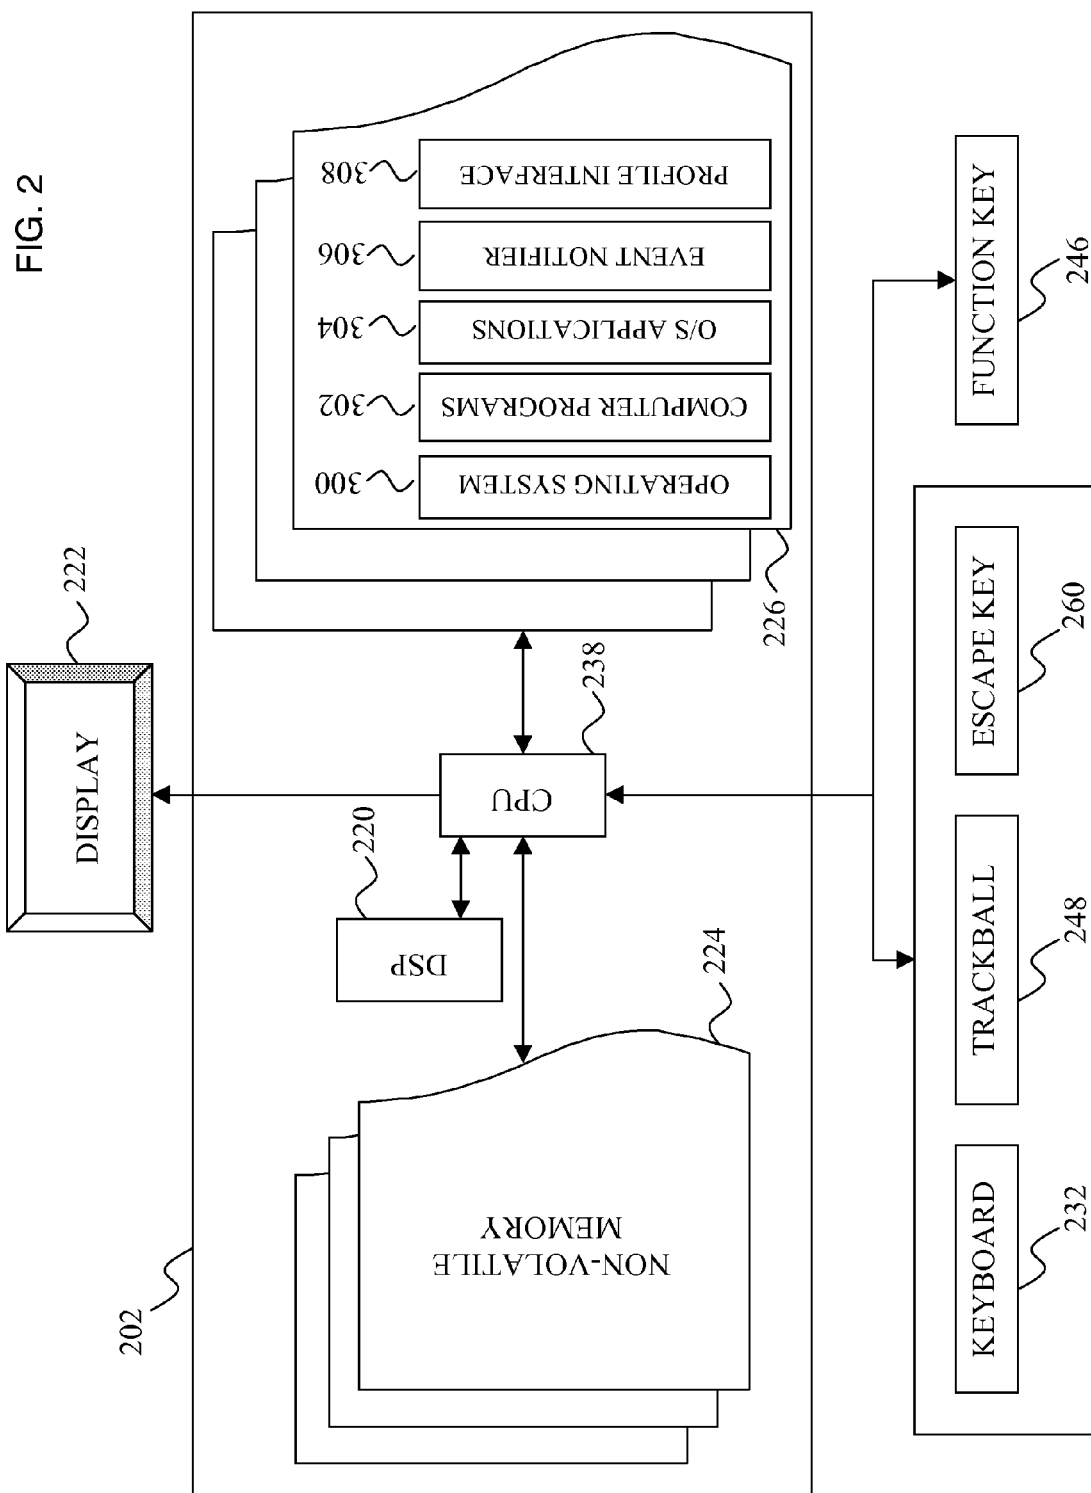 FIG. 2
DISPLAY
222
202
DSP
220
CPU
238
NON-VOLATILE
MEMORY
224
226
OPERATING SYSTEM
300
COMPUTER PROGRAMS
302
O/S APPLICATIONS
304
EVENT NOTIFIER
306
PROFILE INTERFACE
308
KEYBOARD
232
TRACKBALL
248
ESCAPE KEY
260
FUNCTION KEY
246